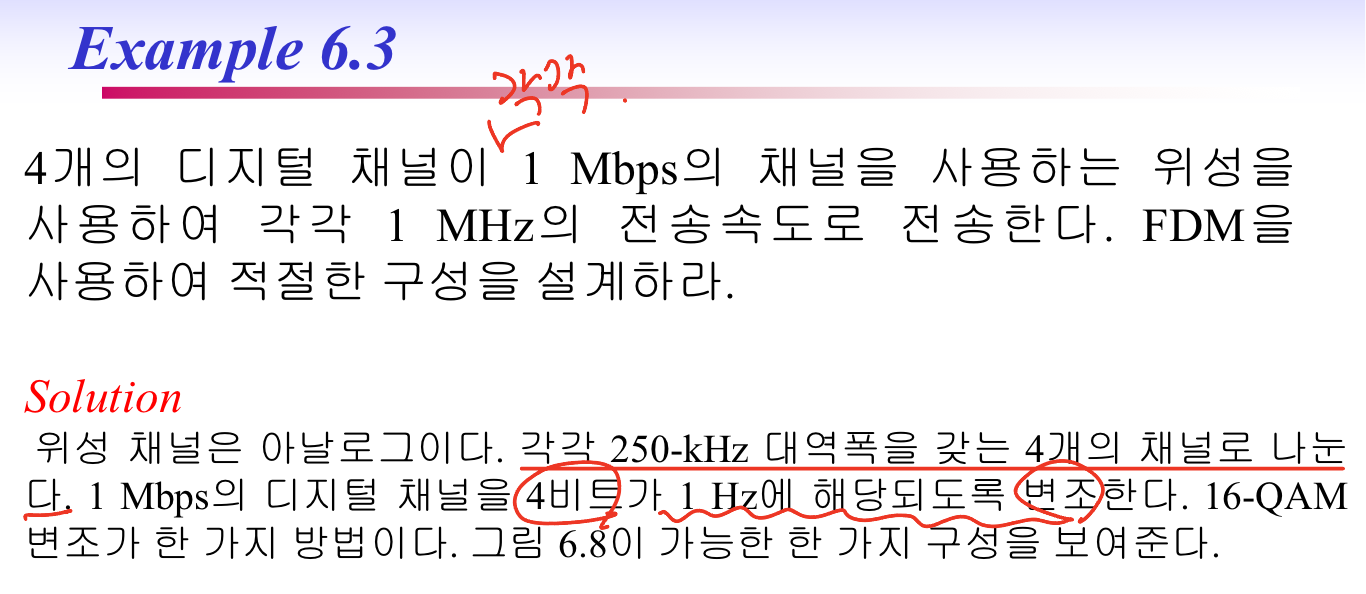 Example 6.3
각각
4개의 디지털 채널이 1 Mbps의 채널을 사용하는 위성을
사용하여 각각 1 MHz의 전송속도로 전송한다. FDM을
사용하여 적절한 구성을 설계하라.
Solution
위성 채널은 아날로그이다. 각각 250-kHz 대역폭을 갖는 4개의 채널로 나눈
다. 1 Mbps의 디지털 채널을 4비트가 1 Hz에 해당되도록 변조한다. 16-QAM
변조가 한 가지 방법이다. 그림 6.8이 가능한 한 가지 구성을 보여준다.